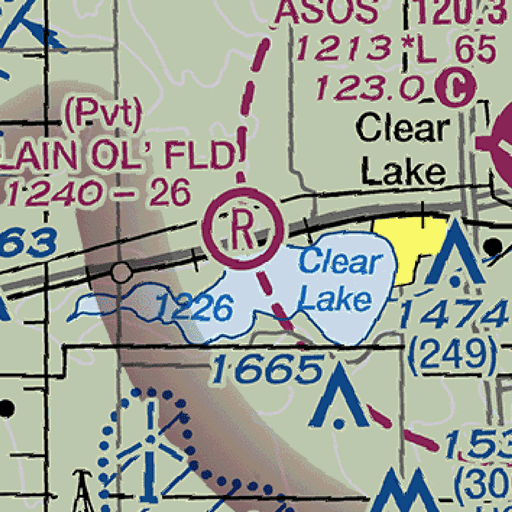 ASOS 120.3
1213 *L 65
123.0 C
(Pvt)
LAIN OL' FLD
1240 - 26
Clear
Lake
R
63
Clear
Lake
1226
1474
(249)
1665
153
(30